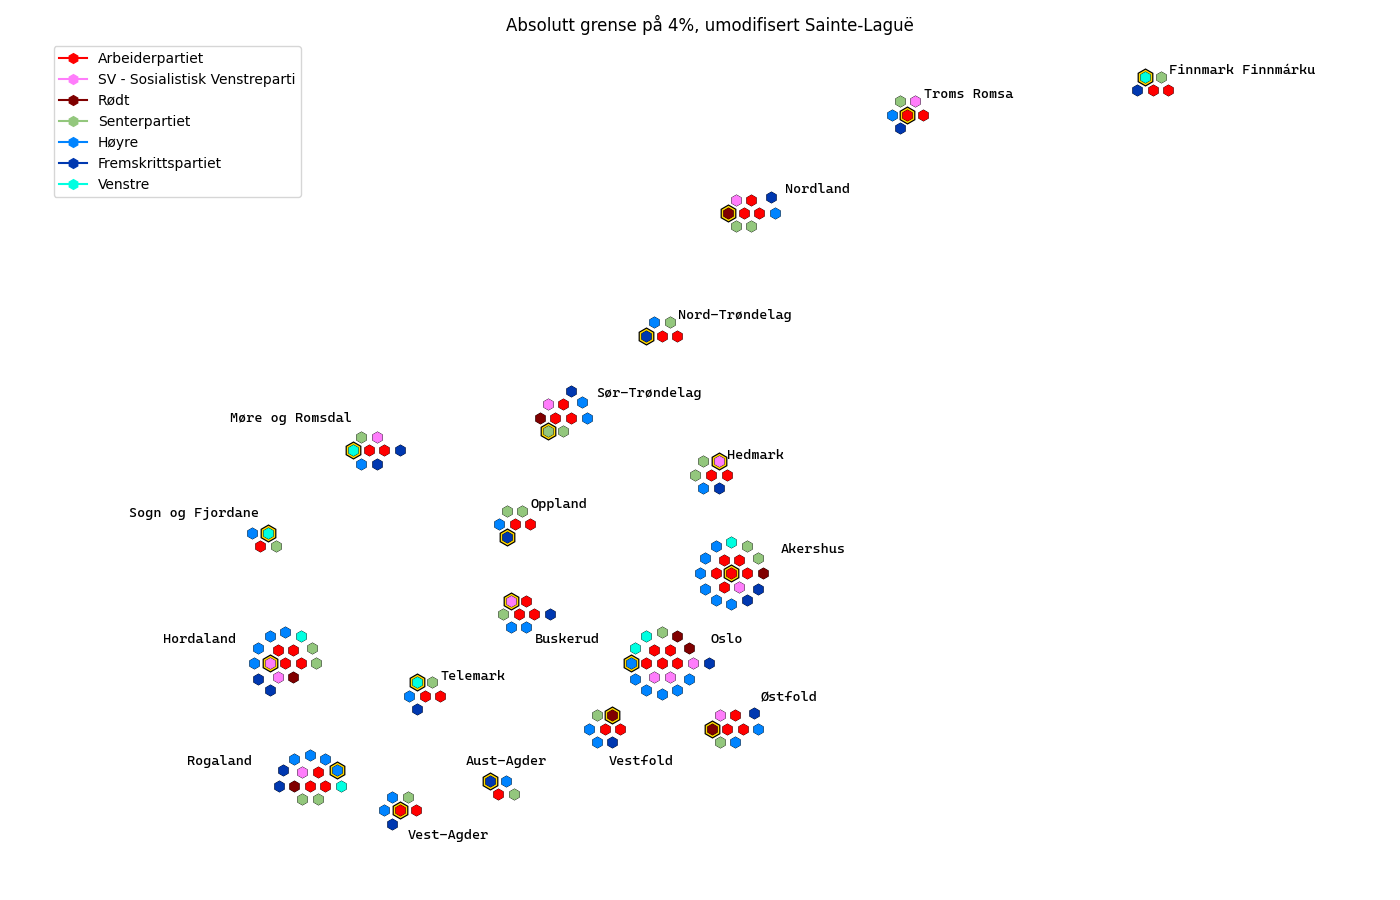 Absolutt grense på 4%, umodifisert Sainte-Laguë
Arbeiderpartiet
SV - Sosialistisk Venstreparti
Rødt
Senterpartiet
Høyre
Fremskrittspartiet
Venstre
Finnmark Finnmárku
Troms Romsa
Nordland
Nord-Trøndelag
Sør-Trøndelag
Møre og Romsdal
Hedmark
Oppland
Sogn og Fjordane
Akershus
Hordaland
Buskerud
Oslo
Telemark
Østfold
Rogaland
Aust-Agder
Vestfold
Vest-Agder